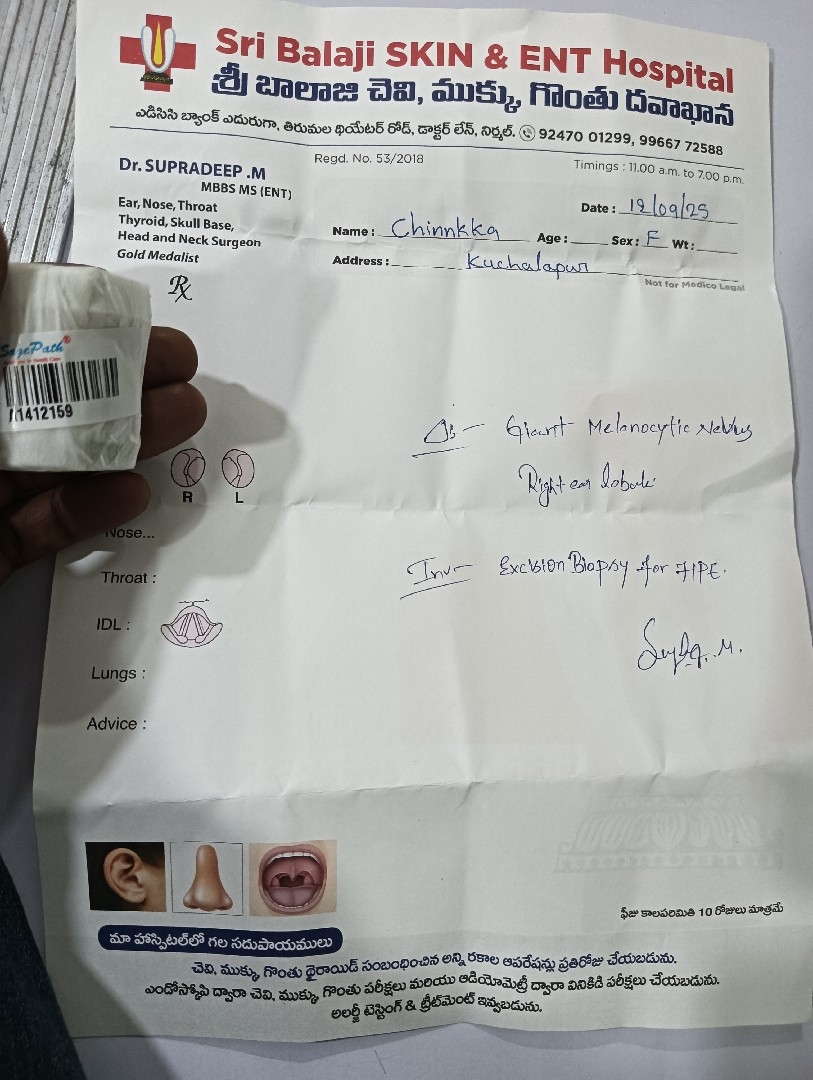 Sri Balaji SKIN & ENT Hospital
శ్రీ బాలాజి చెవి, ముక్కు, గొంతు దవాఖాన
ఎడిసిసి బ్యాంక్ ఎదురుగా, తిరుమల థియేటర్ రోడ్, డాక్టర్ లేన్, నిర్మల్. 92470 01299, 99667 72588
Regd. No. 53/2018
Timings : 11.00 a.m. to 7.00 p.m.
Dr. SUPRADEEP .M
MBBS MS (ENT)
Ear, Nose, Throat
Thyroid, Skull Base,
Head and Neck Surgeon
Gold Medalist
Date : 12/09/25
Name : Chinnkka Age : Sex : F Wt :
Address : Kuchalapur
Not for Medico Legal
Rx
SagePath®
A1412159
Giant Melanocytic Nevus
Right ear lobule
R L
Nose...
Inv- Excision Biopsy for HPE.
Throat :
IDL :
Lungs :
Advice :
ఫీజు కాలపరిమితి 10 రోజులు మాత్రమే
మా హాస్పిటల్‌లో గల సదుపాయములు
చెవి, ముక్కు, గొంతు థైరాయిడ్ సంబంధించిన అన్ని రకాల ఆపరేషన్లు ప్రతిరోజు చేయబడును.
ఎండోస్కోపి ద్వారా చెవి, ముక్కు, గొంతు పరీక్షలు మరియు ఆడియోమెట్రీ ద్వారా వినికిడి పరీక్షలు చేయబడును.
అలర్జీ టెస్టింగ్ & ట్రీట్‌మెంట్ ఇవ్వబడును.